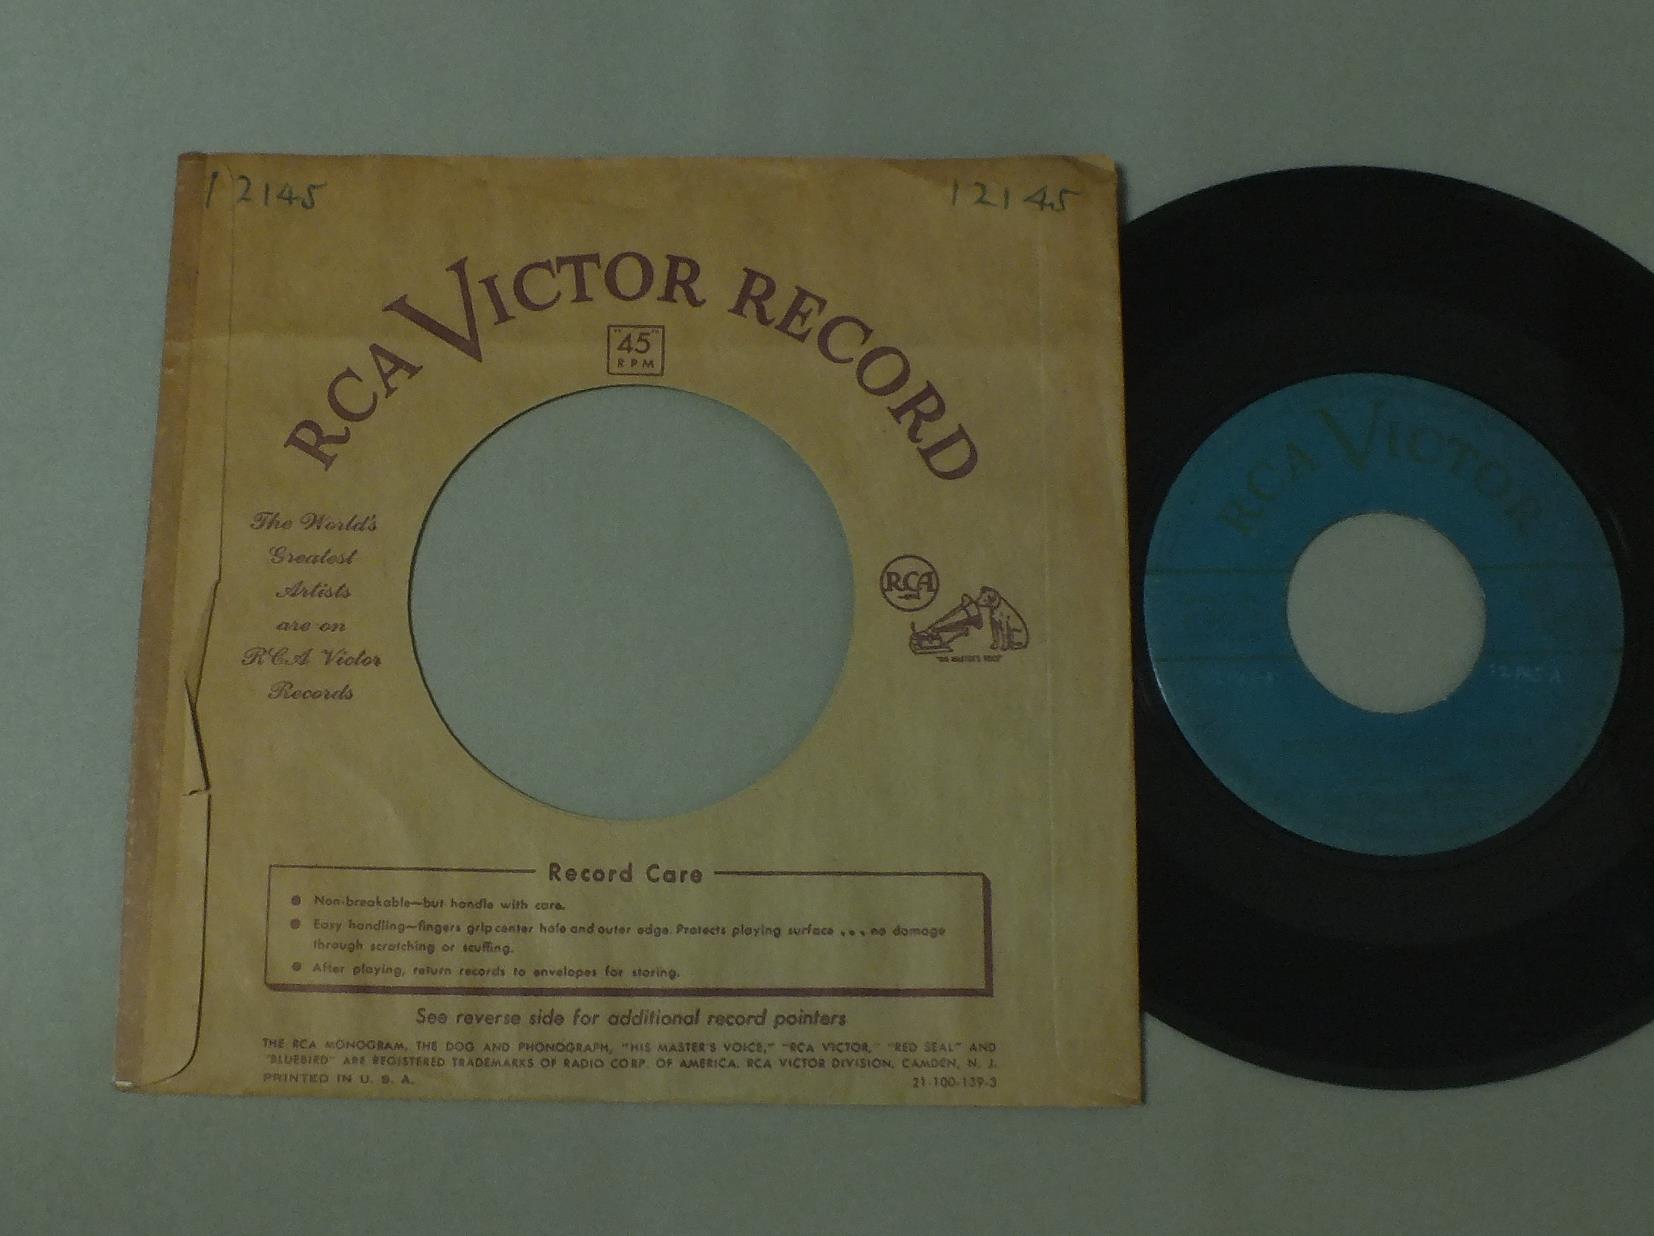 12145
12145
RCA VICTOR RECORD
"45"
RPM
The World's
Greatest
Artists
are on
RCA Victor
Records
RCA
"HIS MASTER'S VOICE"
Record Care
● Non-breakable—but handle with care.
● Easy handling—fingers grip center hole and outer edge. Protects playing surface ... no damage
through scratching or scuffing.
● After playing, return records to envelopes for storing.
See reverse side for additional record pointers
THE RCA MONOGRAM, THE DOG AND PHONOGRAPH, "HIS MASTER'S VOICE," "RCA VICTOR," "RED SEAL" AND
"BLUEBIRD" ARE REGISTERED TRADEMARKS OF RADIO CORP. OF AMERICA. RCA VICTOR DIVISION, CAMDEN, N. J.
PRINTED IN U. S. A.
21-100-139-3
RCA VICTOR
12145A